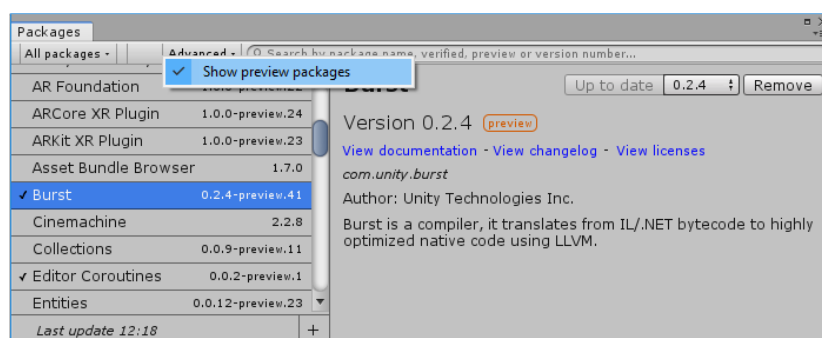 Packages
All packages
Advanced
Search by package name, verified, preview or version number...
Show preview packages
AR Foundation
ARCore XR Plugin 1.0.0-preview.24
ARKit XR Plugin 1.0.0-preview.23
Asset Bundle Browser 1.7.0
Burst 0.2.4-preview.41
Cinemachine 2.2.8
Collections 0.0.9-preview.11
Editor Coroutines 0.0.2-preview.1
Entities 0.0.12-preview.23
Last update 12:18 +
Burst
Up to date 0.2.4 Remove
Version 0.2.4 preview
View documentation - View changelog - View licenses
com.unity.burst
Author: Unity Technologies Inc.
Burst is a compiler, it translates from IL/.NET bytecode to highly
optimized native code using LLVM.